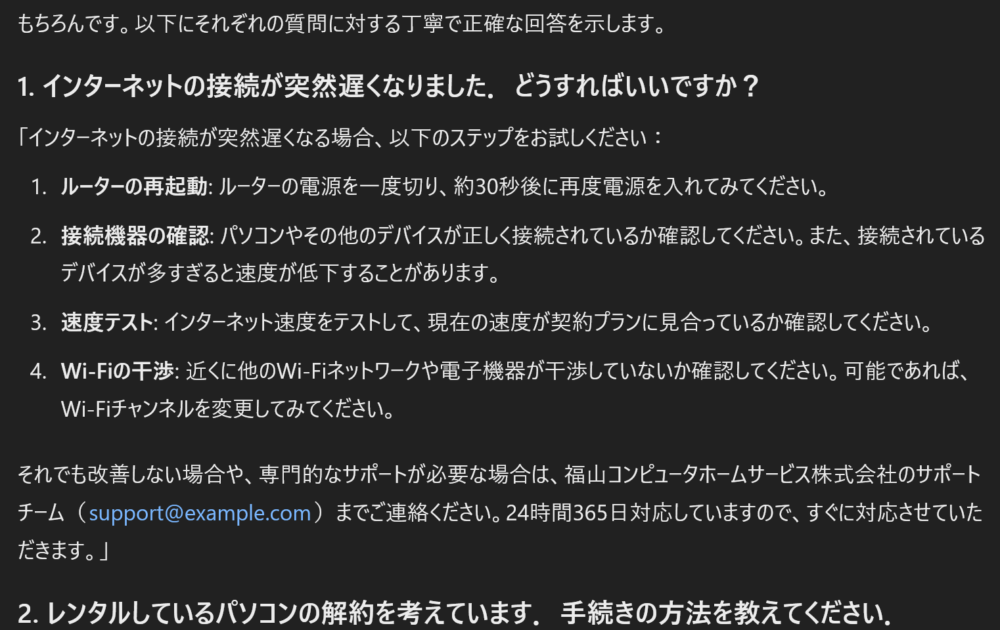 もちろんです。以下にそれぞれの質問に対する丁寧で正確な回答を示します。
1. インターネットの接続が突然遅くなりました．どうすればいいですか？
「インターネットの接続が突然遅くなる場合、以下のステップをお試しください：
1. ルーターの再起動: ルーターの電源を一度切り、約30秒後に再度電源を入れてみてください。
2. 接続機器の確認: パソコンやその他のデバイスが正しく接続されているか確認してください。また、接続されている
デバイスが多すぎると速度が低下することがあります。
3. 速度テスト: インターネット速度をテストして、現在の速度が契約プランに見合っているか確認してください。
4. Wi-Fiの干渉: 近くに他のWi-Fiネットワークや電子機器が干渉していないか確認してください。可能であれば、
Wi-Fiチャンネルを変更してみてください。
それでも改善しない場合や、専門的なサポートが必要な場合は、福山コンピュータホームサービス株式会社のサポート
チーム（support@example.com）までご連絡ください。24時間365日対応していますので、すぐに対応させていた
だきます。」
2. レンタルしているパソコンの解約を考えています．手続きの方法を教えてください．